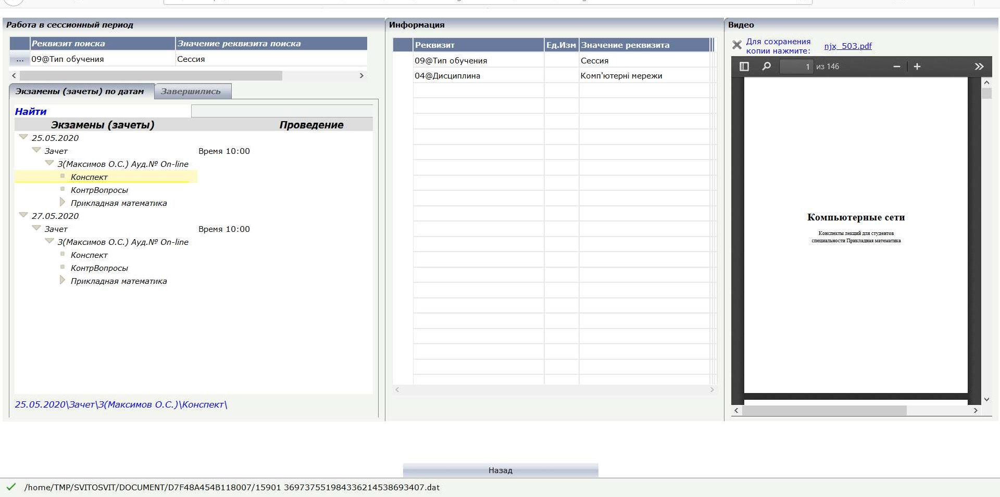 Работа в сессионный период
Реквизит поиска Значение реквизита поиска
... 09@Тип обучения Сессия
Экзамены (зачеты) по датам Завершились
Найти
Экзамены (зачеты) Проведение
25.05.2020
Зачет Время 10:00
3(Максимов О.С.) Ауд.№ On-line
Конспект
КонтрВопросы
Прикладная математика
27.05.2020
Зачет Время 10:00
3(Максимов О.С.) Ауд.№ On-line
Конспект
КонтрВопросы
Прикладная математика
25.05.2020\Зачет\3(Максимов О.С.)\Конспект\
Информация
Реквизит Ед.Изм Значение реквизита
09@Тип обучения Сессия
04@Дисциплина Комп'ютерні мережи
Видео
Для сохранения
копии нажмите: njx_503.pdf
1 из 146
Компьютерные сети
Конспекты лекций для студентов
специальности Прикладная математика
Назад
/home/TMP/SVITOSVIT/DOCUMENT/D7F48A454B118007/15901 3697375519843362145386​93407.dat